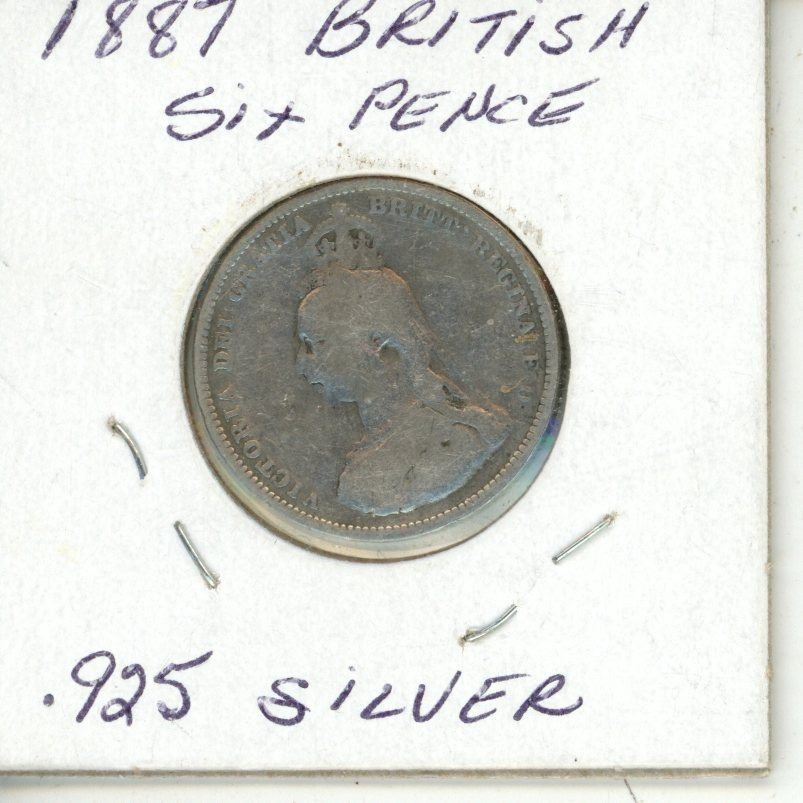 1887 BRITISH
Six PENCE
VICTORIA DEI GRATIA BRITT: REGINA F.D.
.925 SiLVER